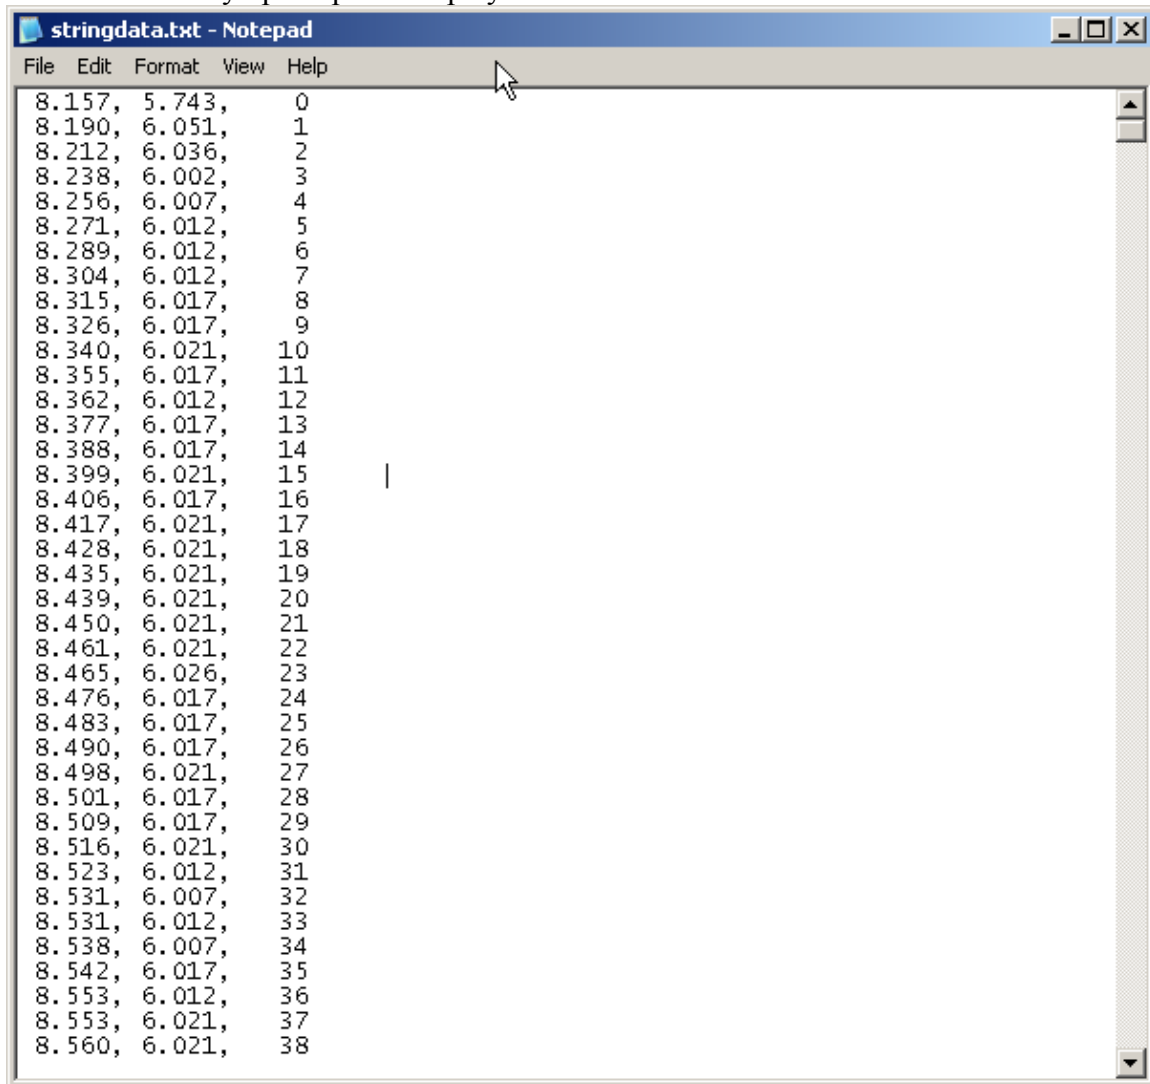 stringdata.txt - Notepad
File Edit Format View Help
8.157, 5.743, 0
8.190, 6.051, 1
8.212, 6.036, 2
8.238, 6.002, 3
8.256, 6.007, 4
8.271, 6.012, 5
8.289, 6.012, 6
8.304, 6.012, 7
8.315, 6.017, 8
8.326, 6.017, 9
8.340, 6.021, 10
8.355, 6.017, 11
8.362, 6.012, 12
8.377, 6.017, 13
8.388, 6.017, 14
8.399, 6.021, 15
8.406, 6.017, 16
8.417, 6.021, 17
8.428, 6.021, 18
8.435, 6.021, 19
8.439, 6.021, 20
8.450, 6.021, 21
8.461, 6.021, 22
8.465, 6.026, 23
8.476, 6.017, 24
8.483, 6.017, 25
8.490, 6.017, 26
8.498, 6.021, 27
8.501, 6.017, 28
8.509, 6.017, 29
8.516, 6.021, 30
8.523, 6.012, 31
8.531, 6.007, 32
8.531, 6.012, 33
8.538, 6.007, 34
8.542, 6.017, 35
8.553, 6.012, 36
8.553, 6.021, 37
8.560, 6.021, 38